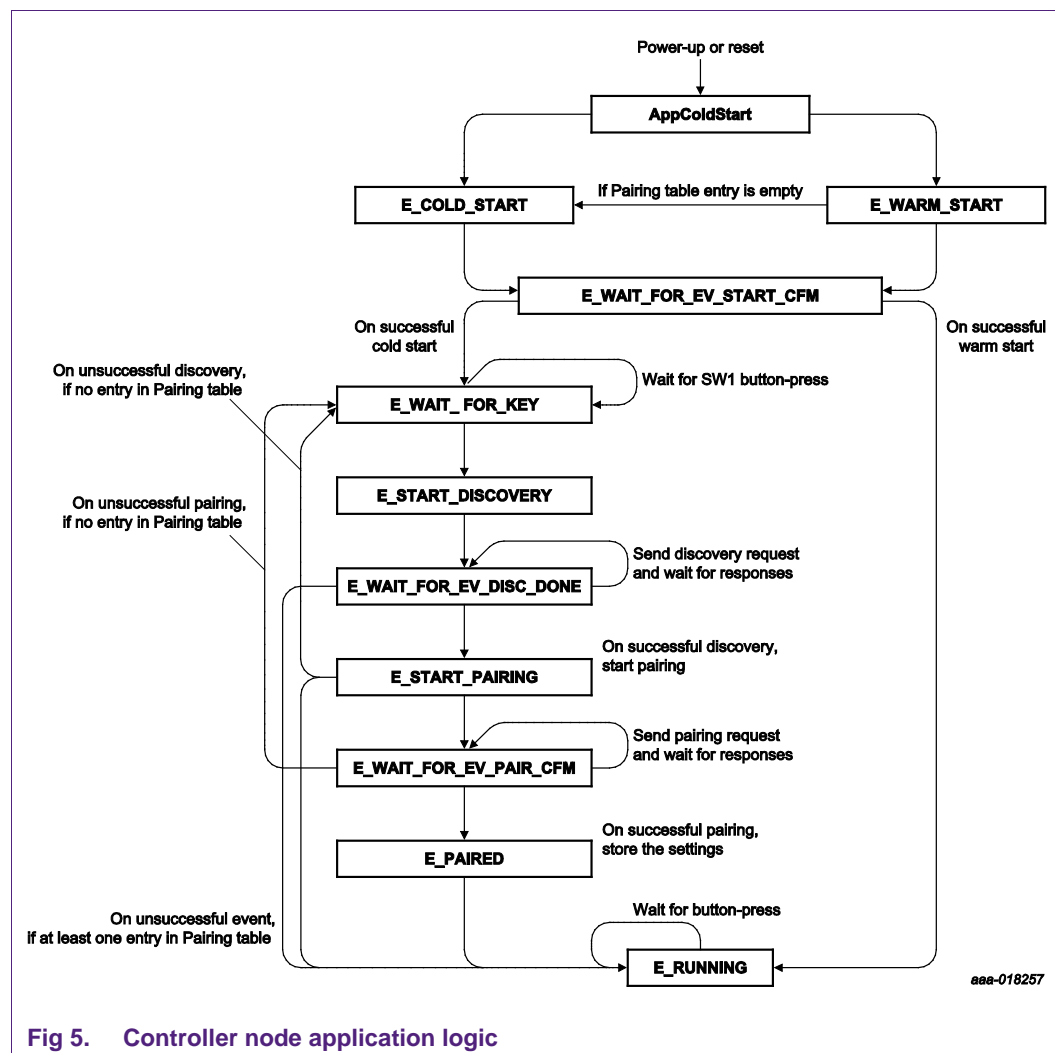 Power-up or reset
AppColdStart
If Pairing table entry is empty
E_COLD_START
E_WARM_START
E_WAIT_FOR_EV_START_CFM
On successful
cold start
On successful
warm start
On unsuccessful discovery,
if no entry in Pairing table
Wait for SW1 button-press
E_WAIT_ FOR_KEY
E_START_DISCOVERY
On unsuccessful pairing,
if no entry in Pairing table
Send discovery request
and wait for responses
E_WAIT_FOR_EV_DISC_DONE
On successful discovery,
start pairing
E_START_PAIRING
Send pairing request
and wait for responses
E_WAIT_FOR_EV_PAIR_CFM
On successful pairing,
store the settings
E_PAIRED
On unsuccessful event,
if at least one entry in Pairing table
Wait for button-press
E_RUNNING
aaa-018257
Fig 5. Controller node application logic